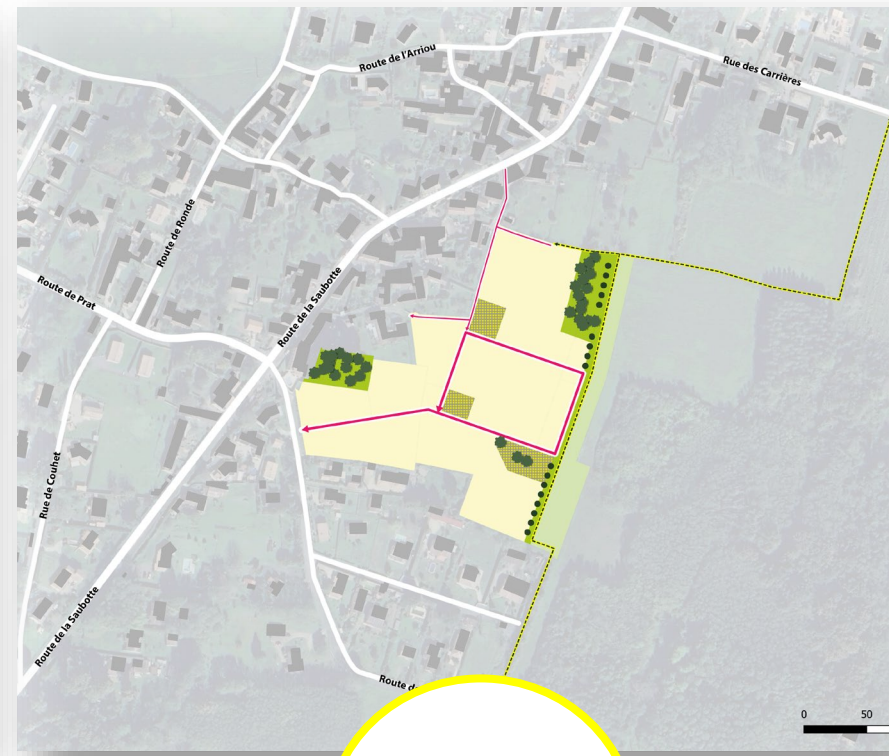 Route de l'Arriou
Rue des Carrières
Route de Ronde
Route de Prat
Route de la Saubotte
Rue de Couhet
Route de la Saubotte
Route
0 50